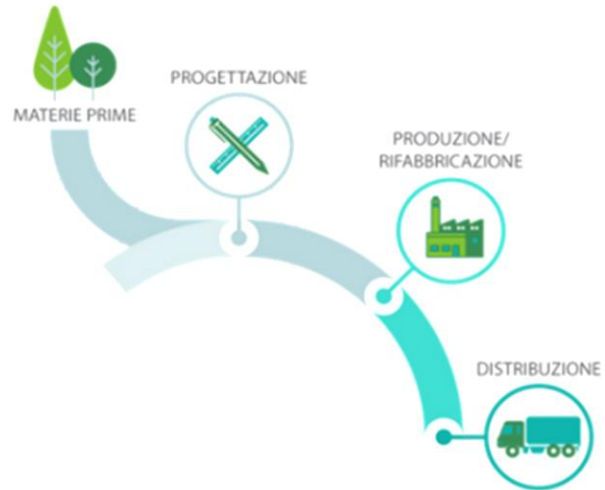 PROGETTAZIONE
MATERIE PRIME
PRODUZIONE/
RIFABBRICAZIONE
DISTRIBUZIONE